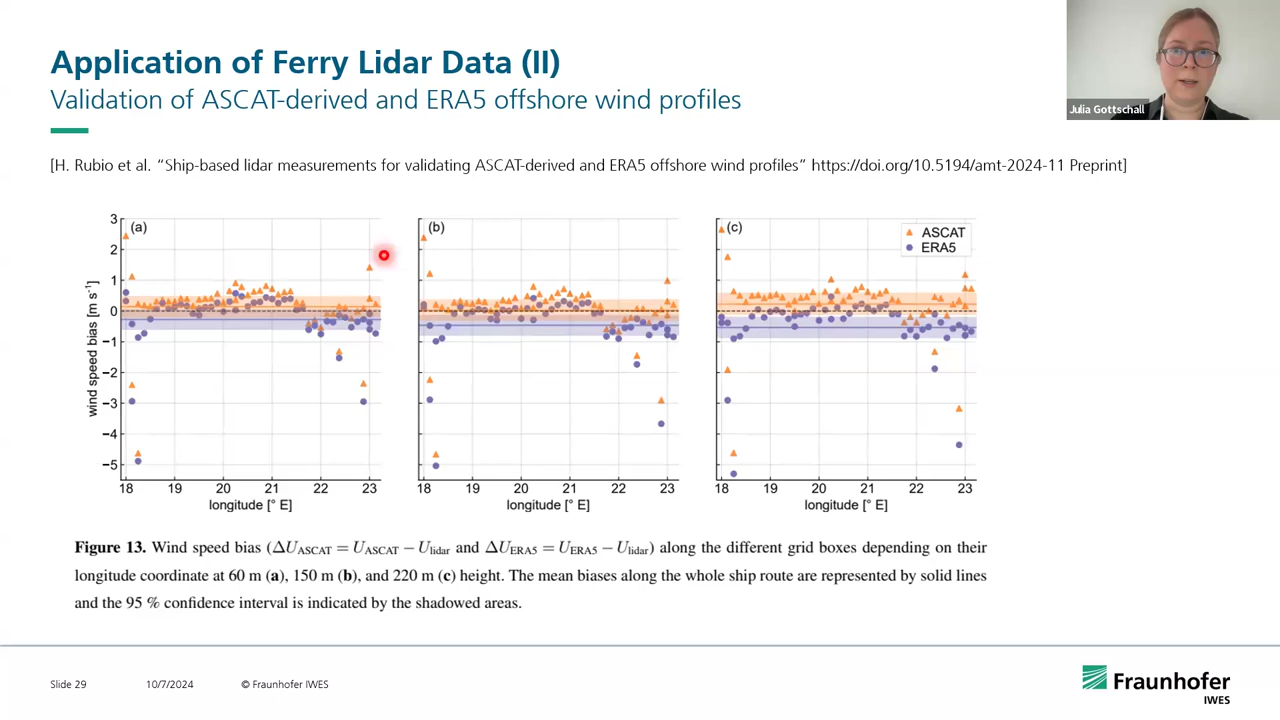 Application of Ferry Lidar Data (II)
Validation of ASCAT-derived and ERA5 offshore wind profiles
Julia Gottschall
[H. Rubio et al. “Ship-based lidar measurements for validating ASCAT-derived and ERA5 offshore wind profiles” https://doi.org/10.5194/amt-2024-11 Preprint]
(a)
(b)
(c)
ASCAT
ERA5
3
2
1
0
−1
−2
−3
−4
−5
wind speed bias [m s⁻¹]
18 19 20 21 22 23
18 19 20 21 22 23
18 19 20 21 22 23
longitude [° E]
longitude [° E]
longitude [° E]
Figure 13. Wind speed bias (ΔU_ASCAT = U_ASCAT − U_lidar and ΔU_ERA5 = U_ERA5 − U_lidar) along the different grid boxes depending on their
longitude coordinate at 60 m (a), 150 m (b), and 220 m (c) height. The mean biases along the whole ship route are represented by solid lines
and the 95 % confidence interval is indicated by the shadowed areas.
Slide 29
10/7/2024
© Fraunhofer IWES
Fraunhofer
IWES